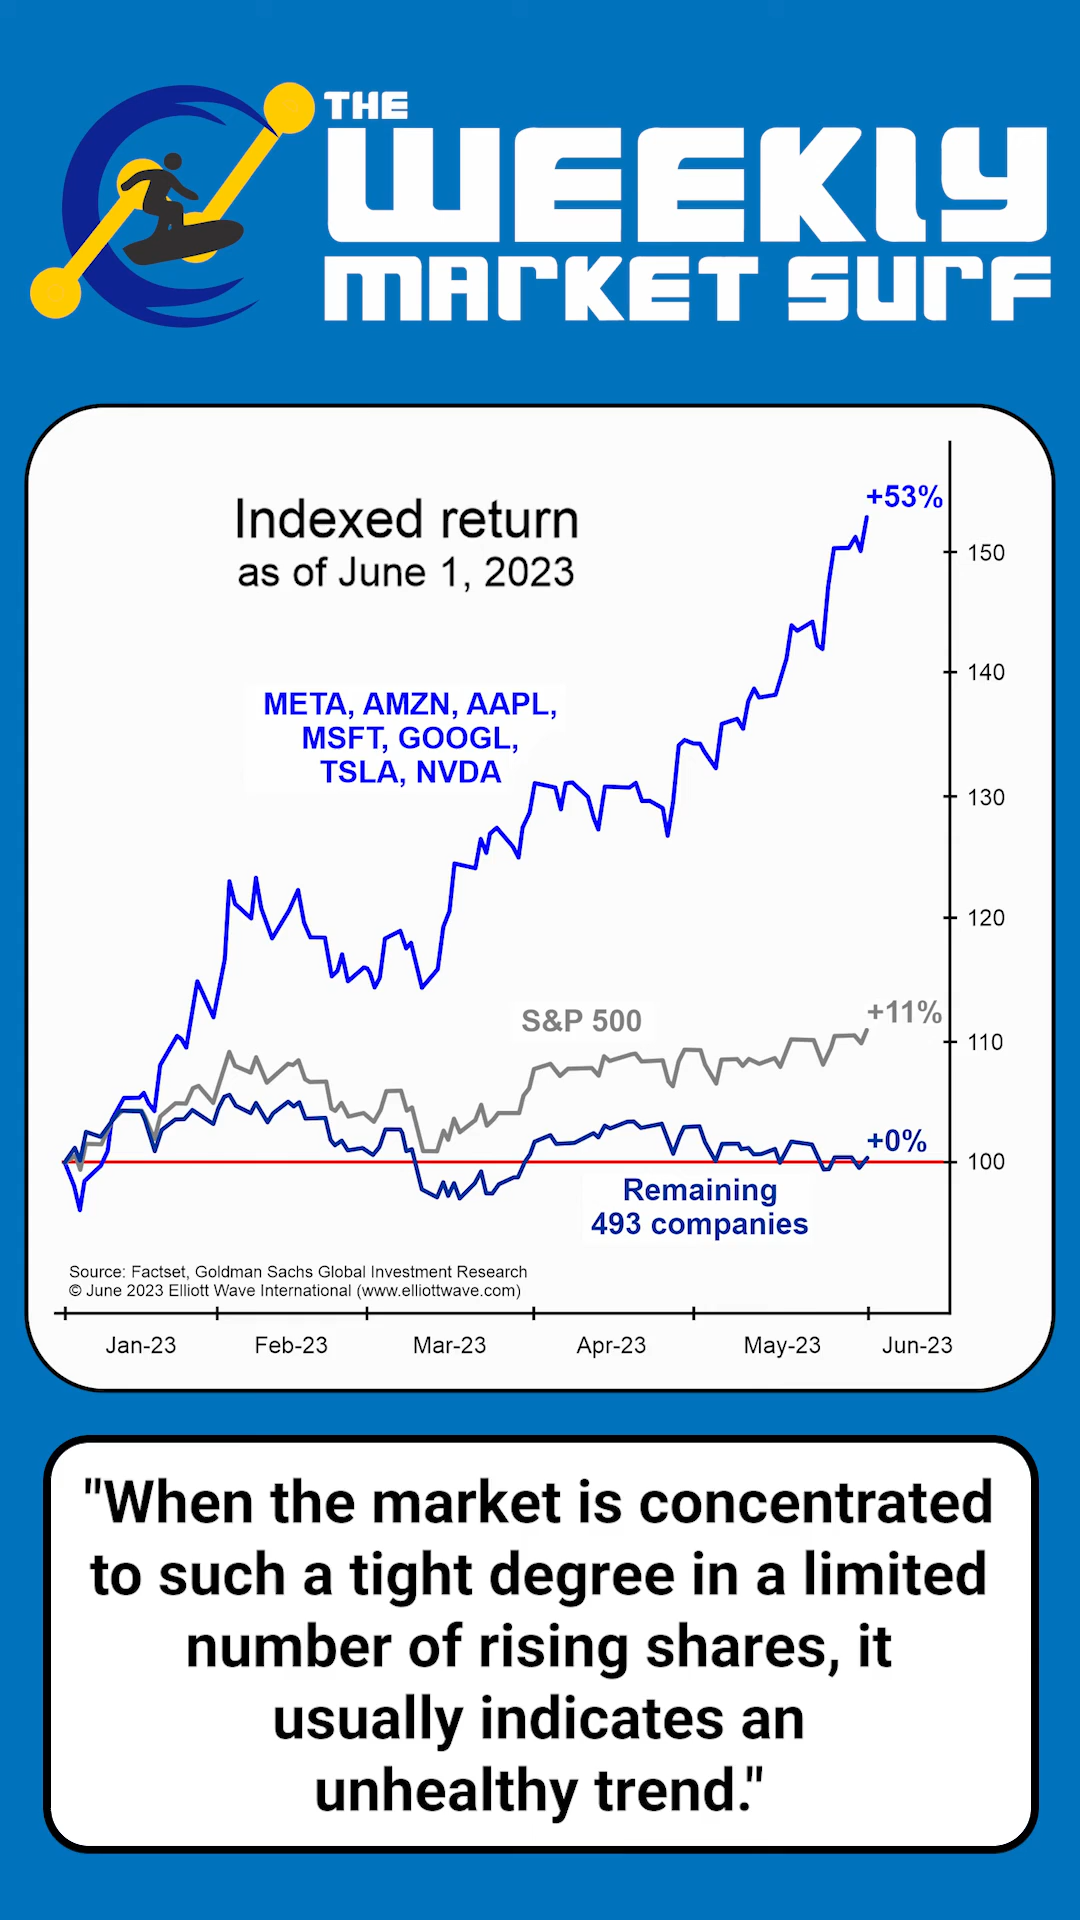 THE
WEEKLY
MARKET SURF
Indexed return
as of June 1, 2023
+53%
150
140
META, AMZN, AAPL,
MSFT, GOOGL,
TSLA, NVDA
130
120
S&P 500
+11%
110
+0%
100
Remaining
493 companies
Source: Factset, Goldman Sachs Global Investment Research
© June 2023 Elliott Wave International (www.elliottwave.com)
Jan-23 Feb-23 Mar-23 Apr-23 May-23 Jun-23
"When the market is concentrated
to such a tight degree in a limited
number of rising shares, it
usually indicates an
unhealthy trend."